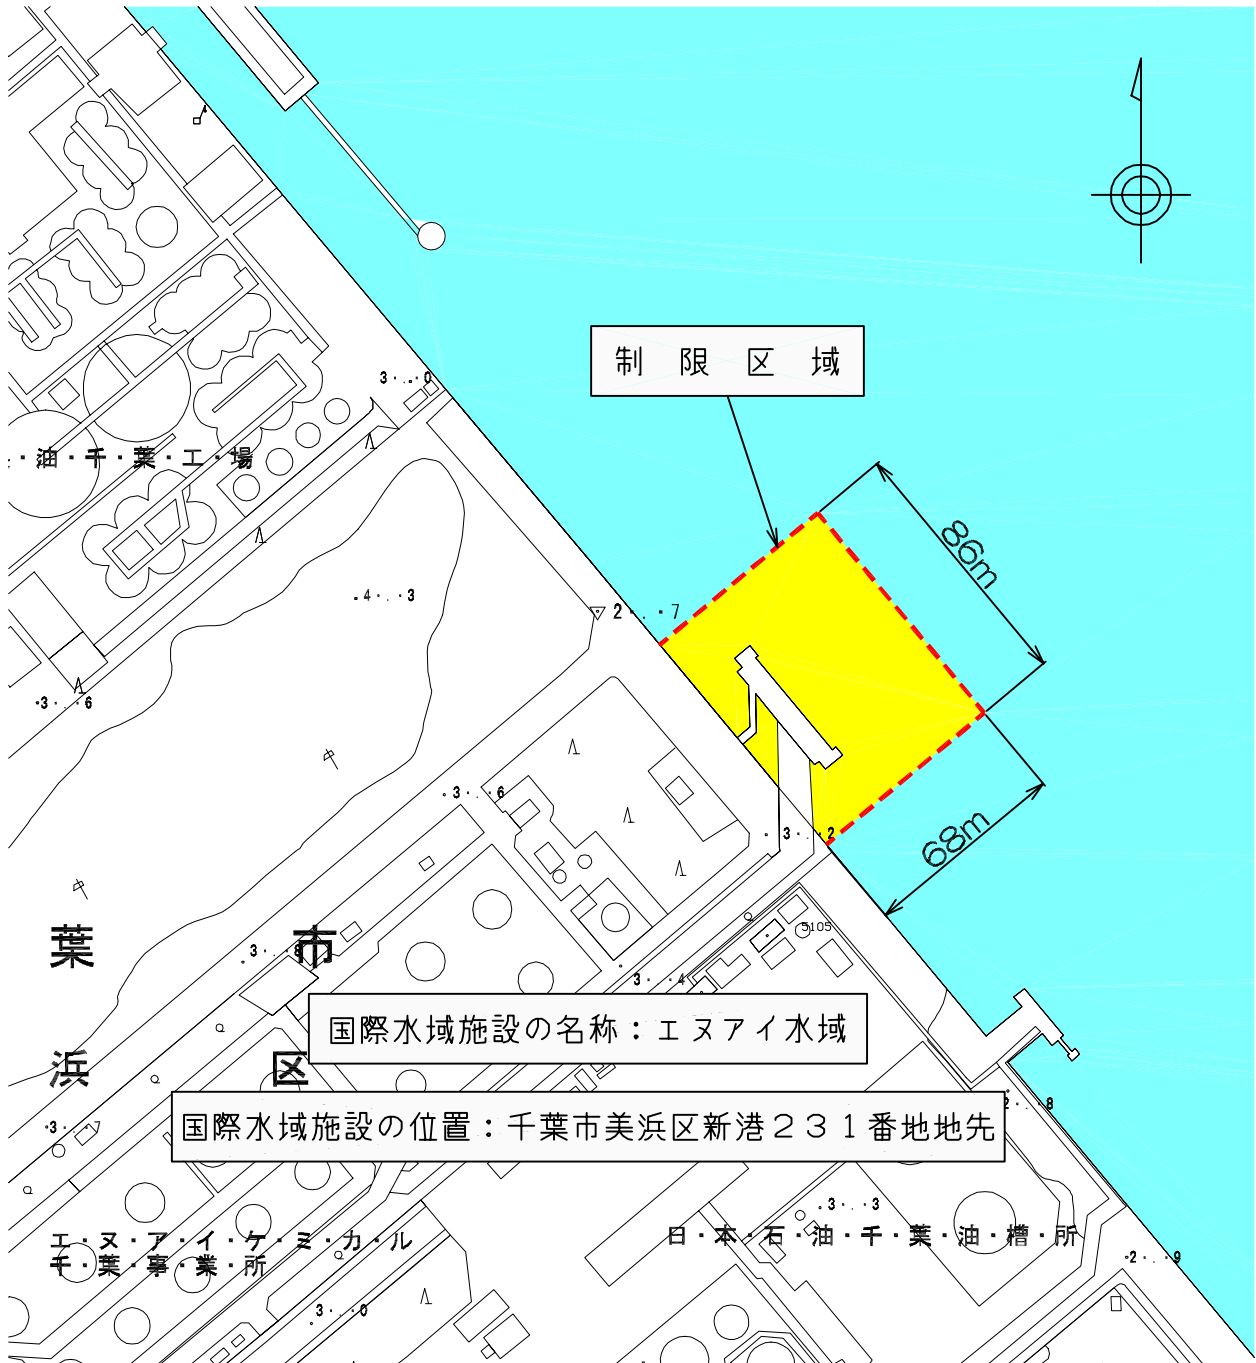 制限区域
3.0
油・千・葉・工・場
86m
4.3
2.7
3.6
3.6
3.2
68m
5105
葉市
3.8
3.4
国際水域施設の名称：エヌアイ水域
浜区
2.8
国際水域施設の位置：千葉市美浜区新港２３１番地地先
3.7
3.3
エ・ヌ・ア・イ・ケ・ミ・カ・ル
千・葉・事・業・所
日・本・石・油・千・葉・油・槽・所
2.9
3.0